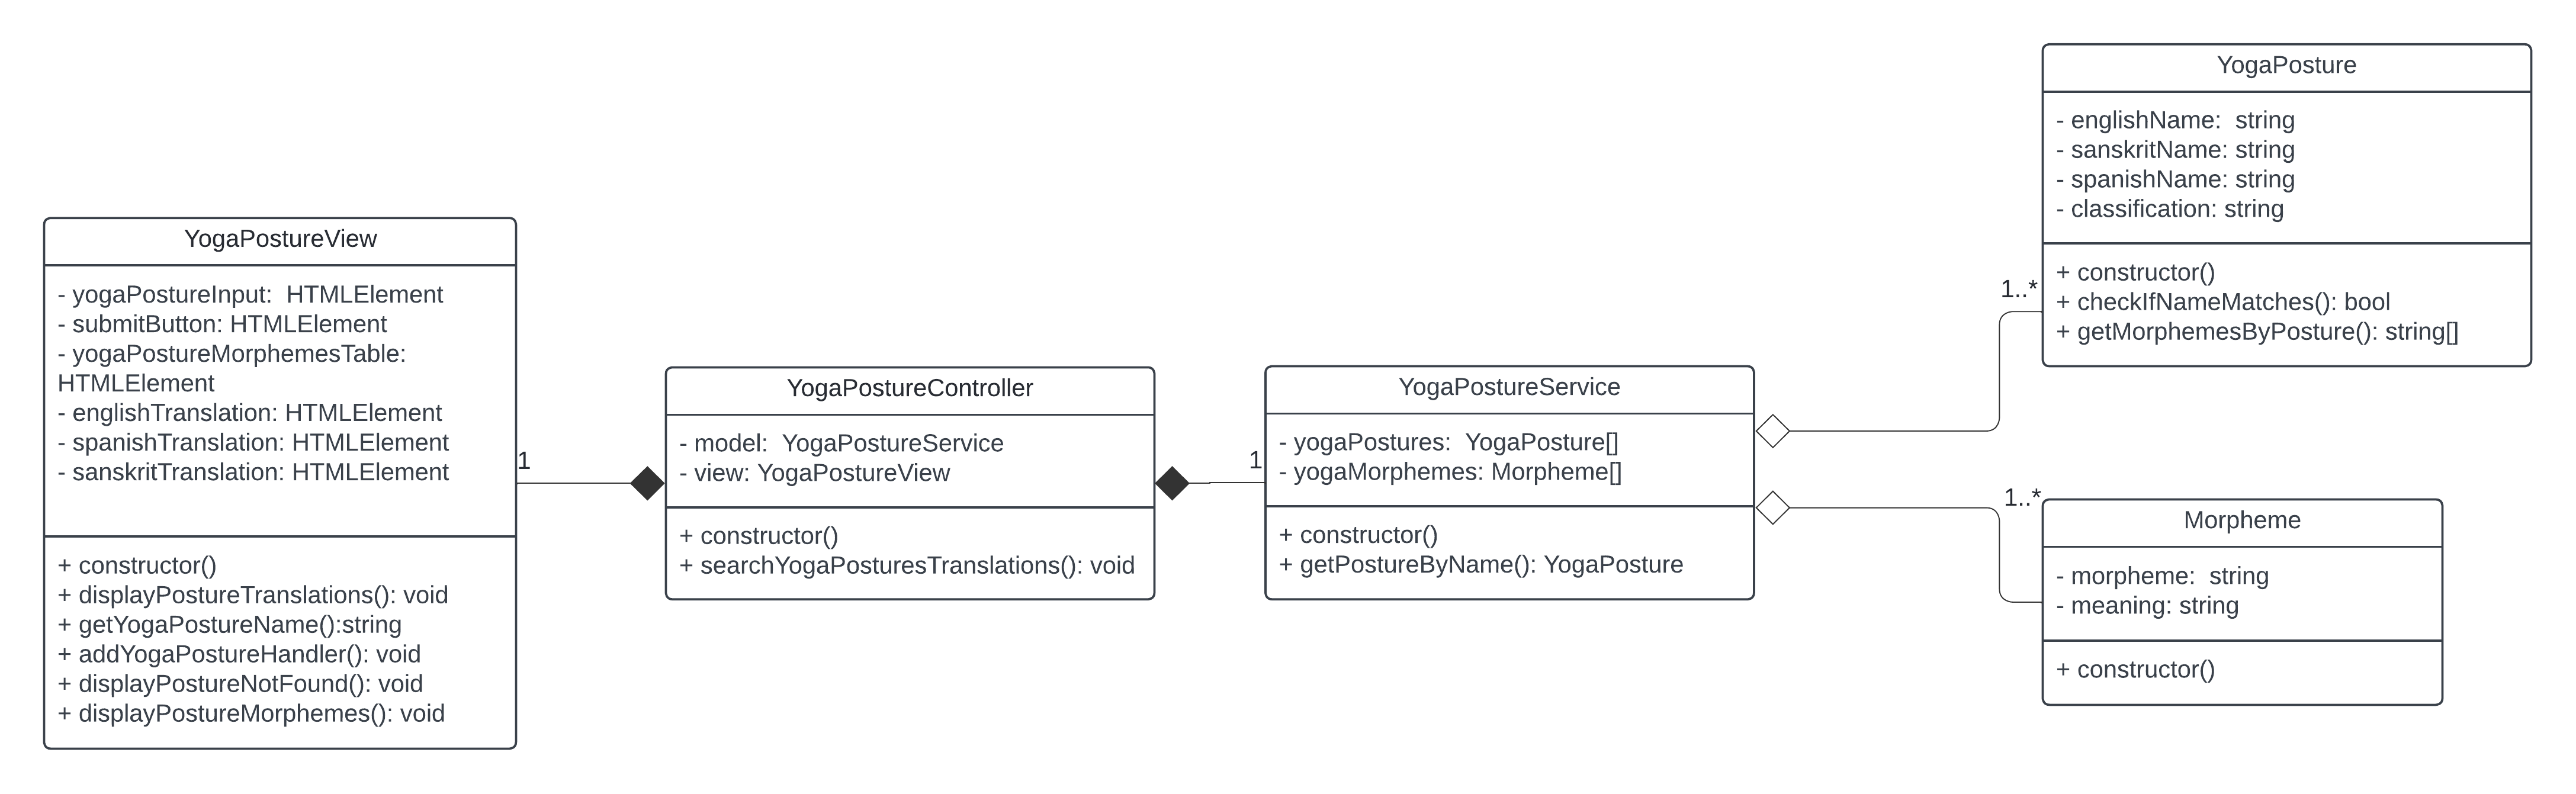 YogaPostureView
- yogaPostureInput:  HTMLElement
- submitButton: HTMLElement
- yogaPostureMorphemesTable:
HTMLElement
- englishTranslation: HTMLElement
- spanishTranslation: HTMLElement
- sanskritTranslation: HTMLElement
+ constructor()
+ displayPostureTranslations(): void
+ getYogaPostureName():string
+ addYogaPostureHandler(): void
+ displayPostureNotFound(): void
+ displayPostureMorphemes(): void
1
YogaPostureController
- model:  YogaPostureService
- view: YogaPostureView
+ constructor()
+ searchYogaPosturesTranslations(): void
1
YogaPostureService
- yogaPostures:  YogaPosture[]
- yogaMorphemes: Morpheme[]
+ constructor()
+ getPostureByName(): YogaPosture
1..*
YogaPosture
- englishName:  string
- sanskritName: string
- spanishName: string
- classification: string
+ constructor()
+ checkIfNameMatches(): bool
+ getMorphemesByPosture(): string[]
1..*
Morpheme
- morpheme:  string
- meaning: string
+ constructor()